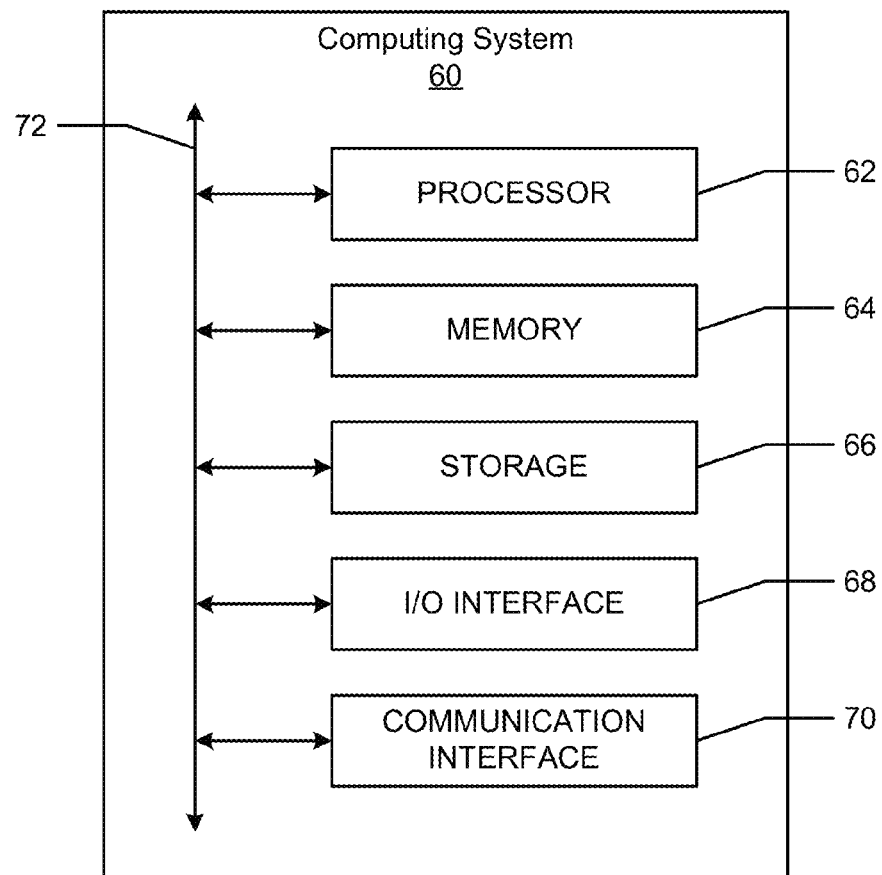 Computing System
60
72
PROCESSOR
62
MEMORY
64
STORAGE
66
I/O INTERFACE
68
COMMUNICATION
INTERFACE
70